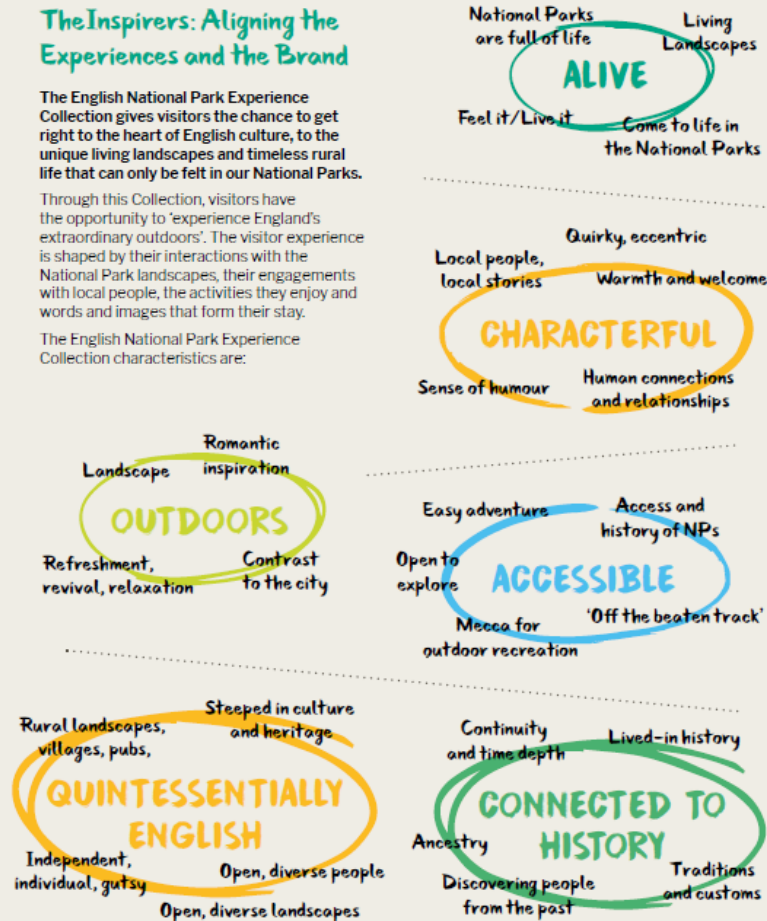 The Inspirers: Aligning the
Experiences and the Brand
The English National Park Experience
Collection gives visitors the chance to get
right to the heart of English culture, to the
unique living landscapes and timeless rural
life that can only be felt in our National Parks.
Through this Collection, visitors have
the opportunity to ‘experience England’s
extraordinary outdoors’. The visitor experience
is shaped by their interactions with the
National Park landscapes, their engagements
with local people, the activities they enjoy and
words and images that form their stay.
The English National Park Experience
Collection characteristics are:
National Parks
are full of life
Living
Landscapes
ALIVE
Feel it/Live it
Come to life in
the National Parks
Quirky, eccentric
Local people,
local stories
Warmth and welcome
CHARACTERFUL
Sense of humour
Human connections
and relationships
Romantic
inspiration
Landscape
OUTDOORS
Refreshment,
revival, relaxation
Contrast
to the city
Easy adventure
Access and
history of NPs
Open to
explore
ACCESSIBLE
‘Off the beaten track’
Mecca for
outdoor recreation
Steeped in culture
and heritage
Rural landscapes,
villages, pubs,
QUINTESSENTIALLY
ENGLISH
Independent,
individual, gutsy
Open, diverse people
Open, diverse landscapes
Continuity
and time depth
Lived-in history
CONNECTED TO
HISTORY
Ancestry
Discovering people
from the past
Traditions
and customs